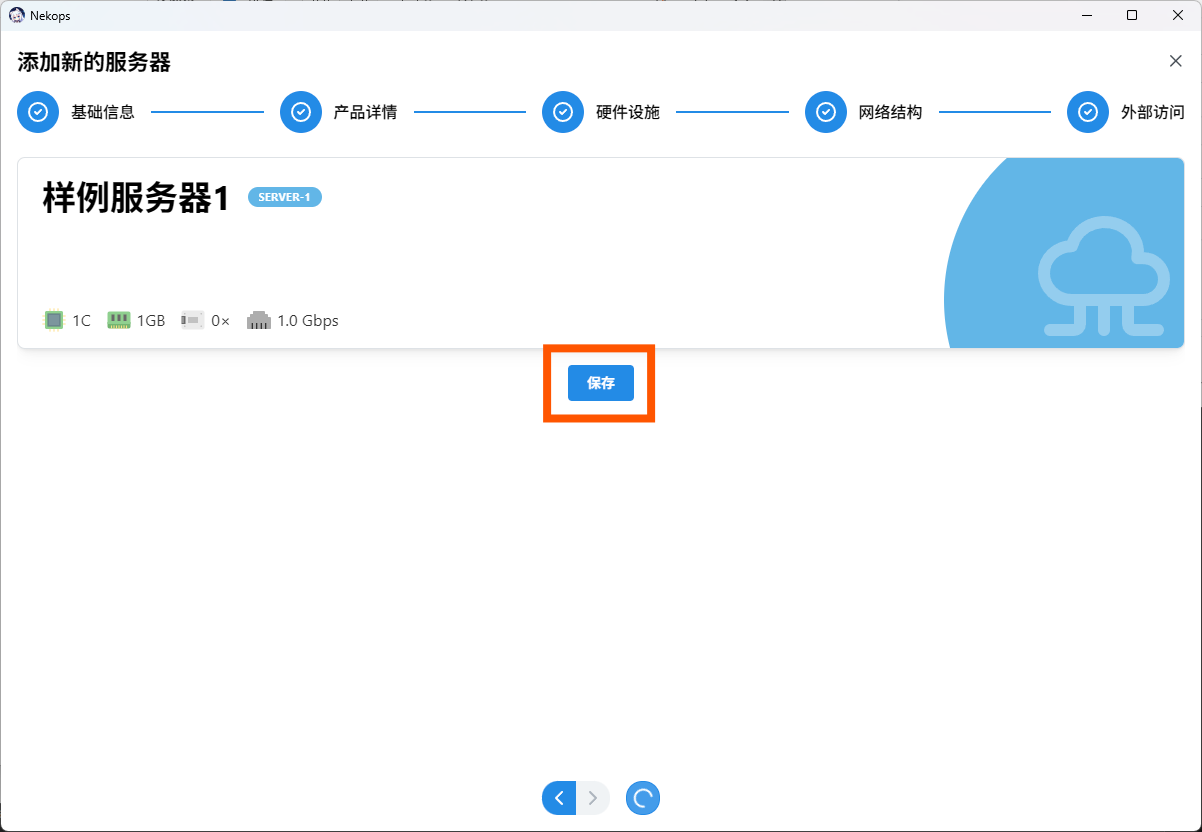 Nekops
添加新的服务器
基础信息 产品详情 硬件设施 网络结构 外部访问
样例服务器1 SERVER-1
1C 1GB 0× 1.0 Gbps
保存